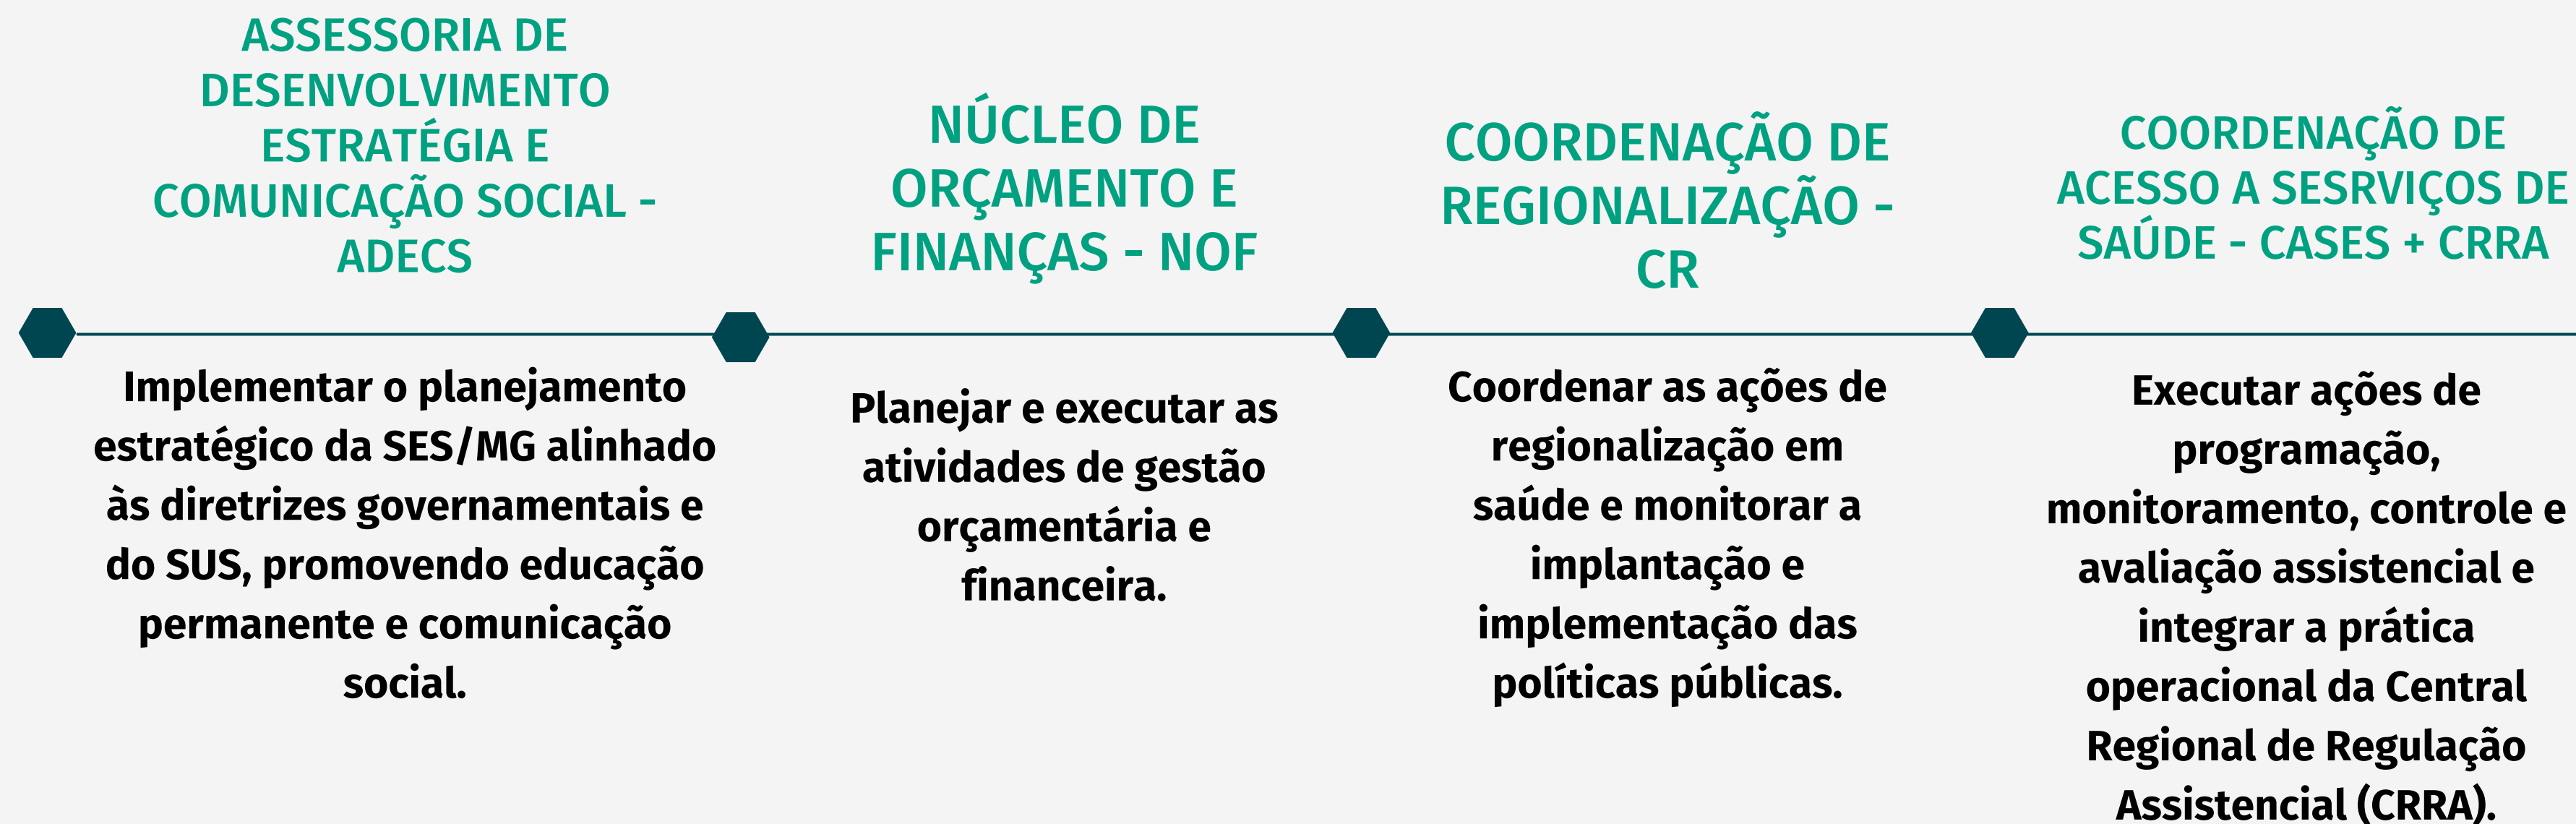 ASSESSORIA DE
DESENVOLVIMENTO
ESTRATÉGIA E
COMUNICAÇÃO SOCIAL -
ADECS
Implementar o planejamento
estratégico da SES/MG alinhado
às diretrizes governamentais e
do SUS, promovendo educação
permanente e comunicação
social.
NÚCLEO DE
ORÇAMENTO E
FINANÇAS - NOF
Planejar e executar as
atividades de gestão
orçamentária e
financeira.
COORDENAÇÃO DE
REGIONALIZAÇÃO -
CR
Coordenar as ações de
regionalização em
saúde e monitorar a
implantação e
implementação das
políticas públicas.
COORDENAÇÃO DE
ACESSO A SESRVIÇOS DE
SAÚDE - CASES + CRRA
Executar ações de
programação,
monitoramento, controle e
avaliação assistencial e
integrar a prática
operacional da Central
Regional de Regulação
Assistencial (CRRA).